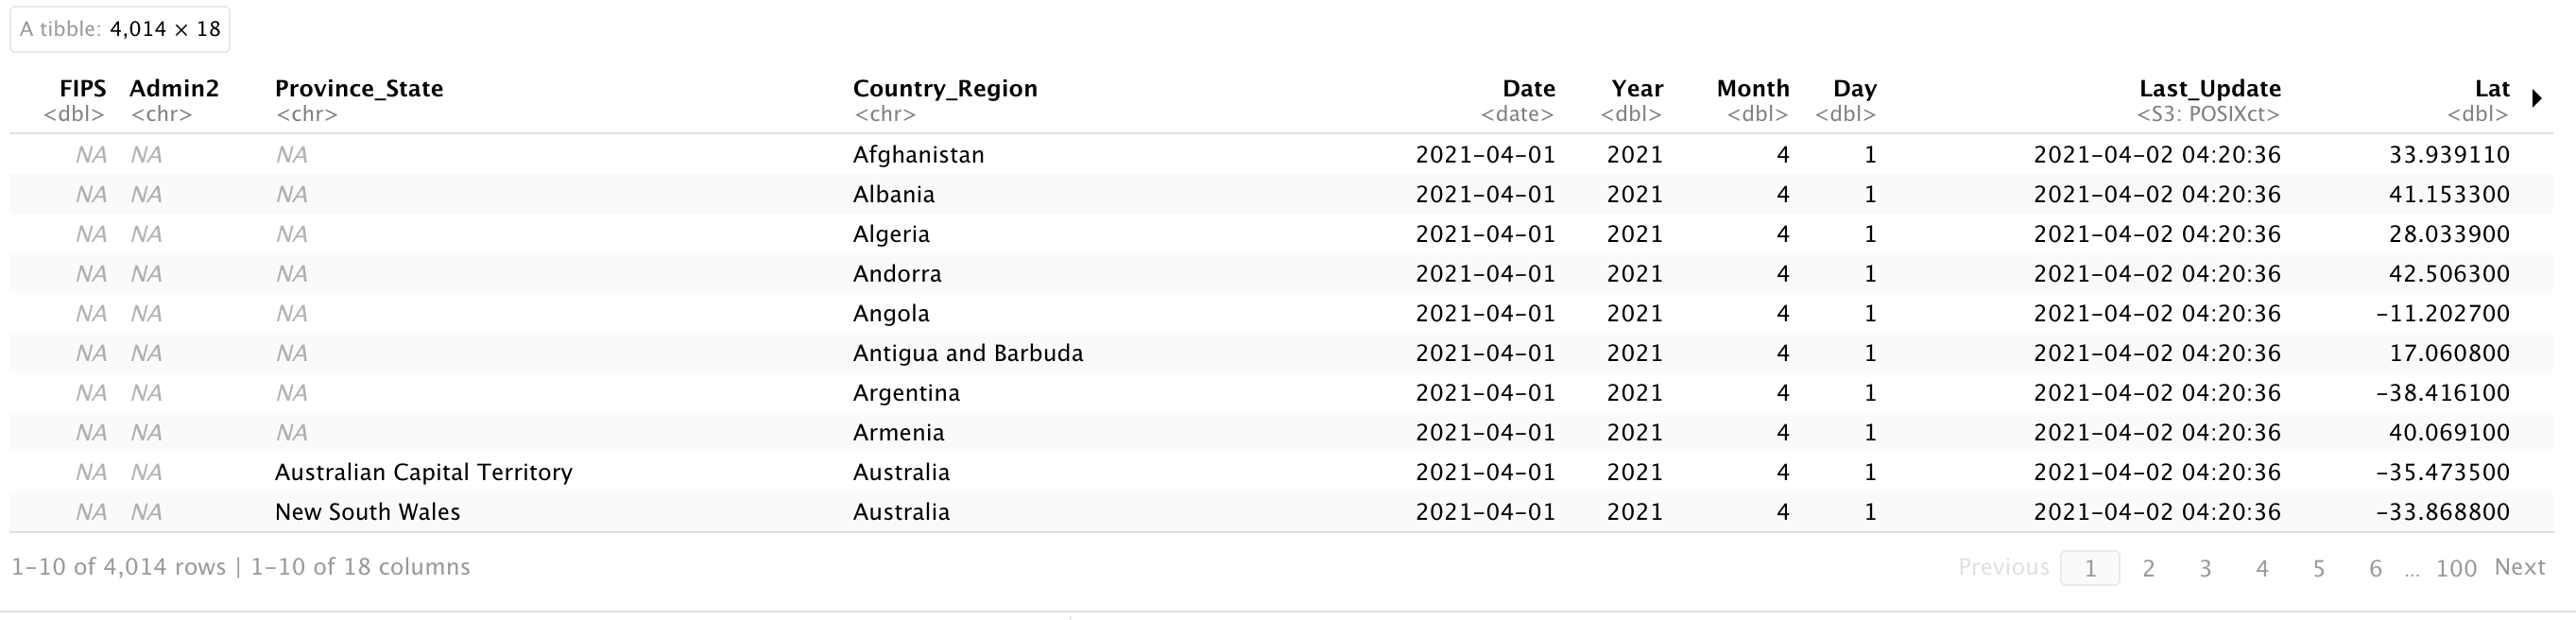 A tibble: 4,014 × 18
FIPS Admin2 Province_State Country_Region Date Year Month Day Last_Update Lat
<dbl> <chr> <chr> <chr> <date> <dbl> <dbl> <dbl> <S3: POSIXct> <dbl>
NA NA NA Afghanistan 2021-04-01 2021 4 1 2021-04-02 04:20:36 33.939110
NA NA NA Albania 2021-04-01 2021 4 1 2021-04-02 04:20:36 41.153300
NA NA NA Algeria 2021-04-01 2021 4 1 2021-04-02 04:20:36 28.033900
NA NA NA Andorra 2021-04-01 2021 4 1 2021-04-02 04:20:36 42.506300
NA NA NA Angola 2021-04-01 2021 4 1 2021-04-02 04:20:36 -11.202700
NA NA NA Antigua and Barbuda 2021-04-01 2021 4 1 2021-04-02 04:20:36 17.060800
NA NA NA Argentina 2021-04-01 2021 4 1 2021-04-02 04:20:36 -38.416100
NA NA NA Armenia 2021-04-01 2021 4 1 2021-04-02 04:20:36 40.069100
NA NA Australian Capital Territory Australia 2021-04-01 2021 4 1 2021-04-02 04:20:36 -35.473500
NA NA New South Wales Australia 2021-04-01 2021 4 1 2021-04-02 04:20:36 -33.868800
1-10 of 4,014 rows | 1-10 of 18 columns Previous 1 2 3 4 5 6 ... 100 Next